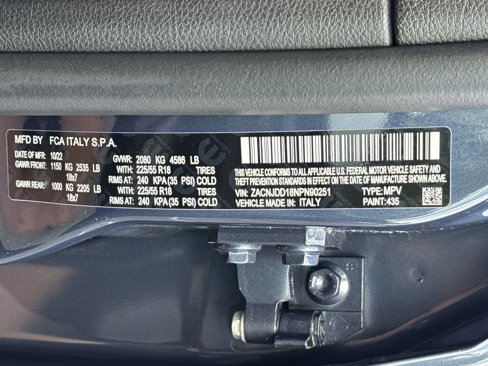 MFD BY FCA ITALY S.P.A.
DATE: 10/22 GVWR: 2080 KG 4586 LB
GAWR FRONT: 1150 KG 2535 LB WITH 225/55 R18 TIRES
18x7 RIMS AT: 240 KPA(35 PSI) COLD
GAWR REAR: 1000 KG 2205 LB WITH 225/55 R18 TIRES
18x7 RIMS AT: 240 KPA(35 PSI) COLD
THIS VEHICLE CONFORMS TO ALL APPLICABLE U.S. FEDERAL MOTOR
VEHICLE SAFETY, BUMPER, AND THEFT PREVENTION STANDARDS IN
EFFECT ON THE DATE OF MANUFACTURE SHOWN ABOVE.
VIN: ZACNJDD18NPN90251 TYPE: MPV
VEHICLE MADE IN: ITALY PAINT: 435